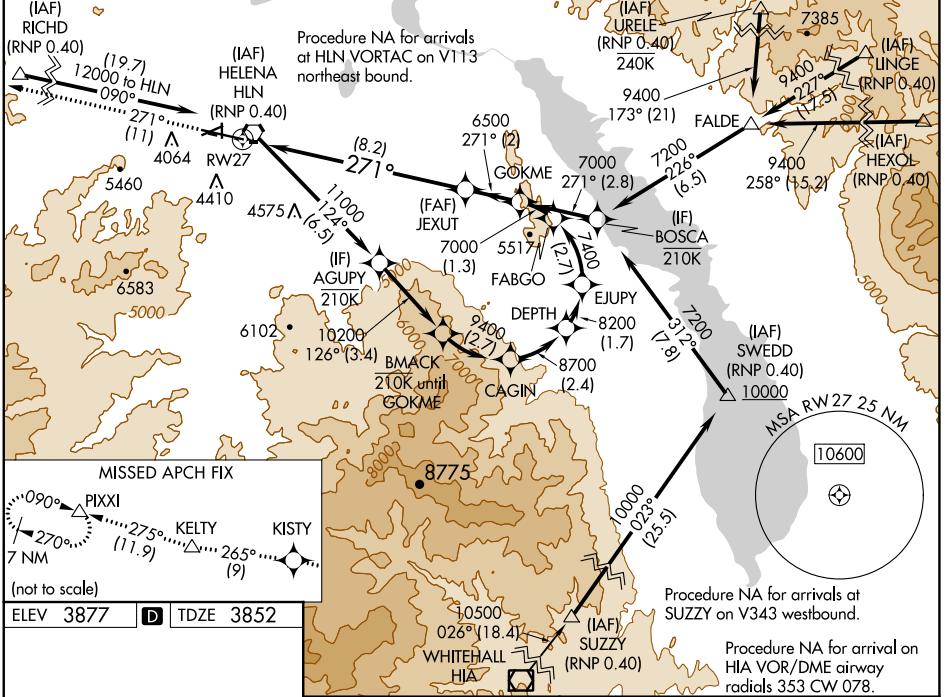 (IAF)
RICHD
(RNP 0.40)
(19.7)
12000 to HLN
090°
271°
(11)
4064
RW27
5460
4410
(IAF)
HELENA
HLN
(RNP 0.40)
Procedure NA for arrivals
at HLN VORTAC on V113
northeast bound.
(IAF)
URELE
(RNP 0.40)
240K
7385
(IAF)
LINGE
(RNP 0.40)
9400
227°
(17.5)
9400
173° (21)
FALDE
(IAF)
HEXOL
(RNP 0.40)
9400
258° (15.2)
7200
226°
(6.5)
(8.2)
271°
6500
271° (2)
GOKME
7000
271° (2.8)
(FAF)
JEXUT
7000
(1.3)
5517
FABGO
(IF)
BOSCA
210K
7400
(2.7)
EJUPY
DEPTH
8200
(1.7)
4575
11000
124°
(6.5)
(IF)
AGUPY
210K
6583
5000
6102
10200
126° (3.4)
5000
6000
7000
9400
(2.7)
BMACK
210K until
GOKME
CAGIN
8700
(2.4)
8000
8775
7200
312°
(7.8)
(IAF)
SWEDD
(RNP 0.40)
10000
5000
MSA RW27 25 NM
10600
MISSED APCH FIX
090°
PIXXI
270°
7 NM
275°
(11.9)
KELTY
265°
(9)
KISTY
(not to scale)
ELEV 3877 D TDZE 3852
10000
023°
(25.5)
10500
026° (18.4)
(IAF)
SUZZY
(RNP 0.40)
WHITEHALL
HIA
Procedure NA for arrivals at
SUZZY on V343 westbound.
Procedure NA for arrival on
HIA VOR/DME airway
radials 353 CW 078.